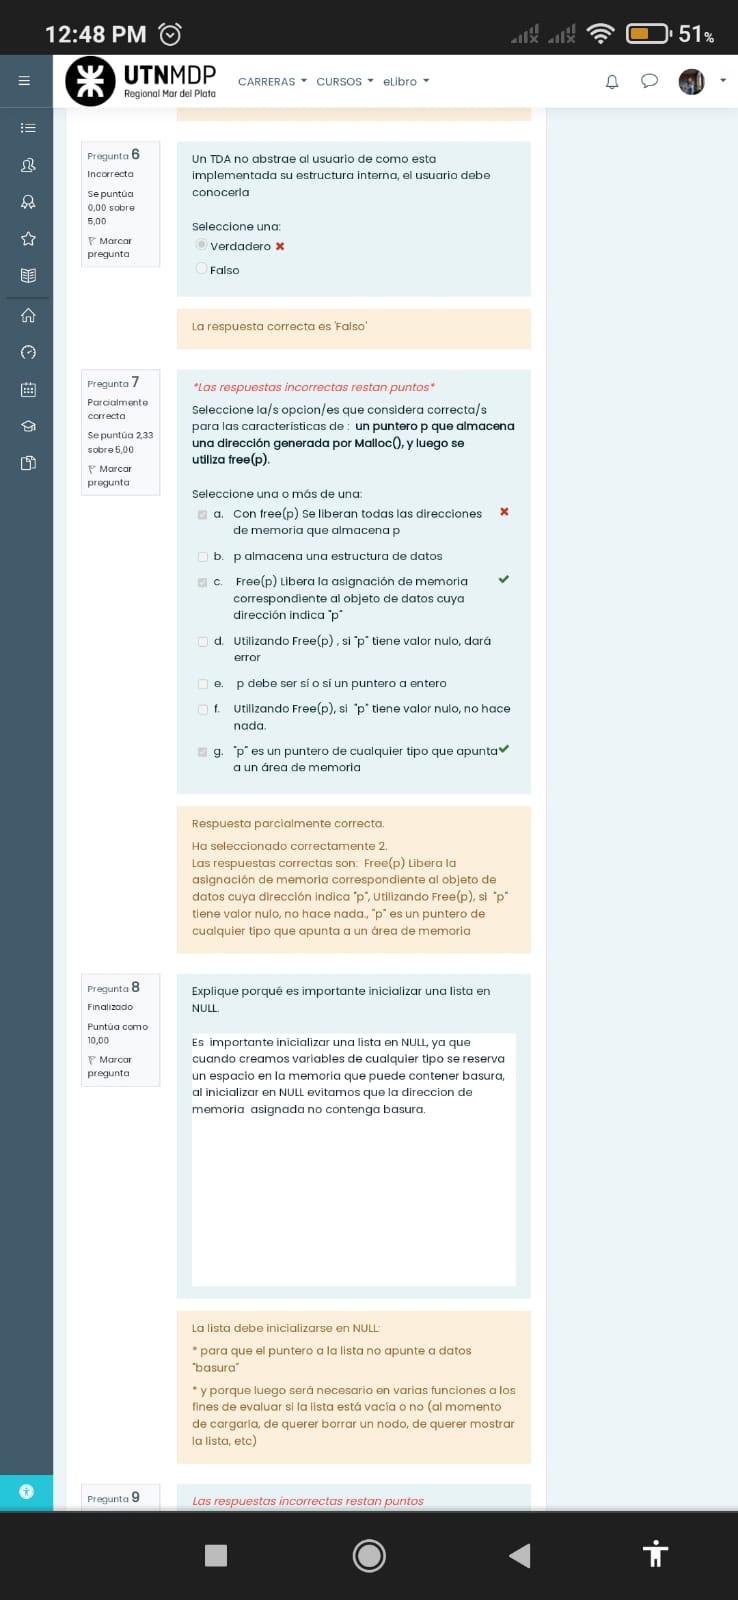 12:48 PM
51%
UTNMDP
Regional Mar del Plata
CARRERAS CURSOS eLibro
Pregunta 6
Incorrecta
Se puntúa
0,00 sobre
5,00
Marcar
pregunta
Un TDA no abstrae al usuario de como esta
implementada su estructura interna, el usuario debe
conocerla
Seleccione una:
Verdadero
Falso
La respuesta correcta es 'Falso'
Pregunta 7
Parcialmente
correcta
Se puntúa 2,33
sobre 5,00
Marcar
pregunta
*Las respuestas incorrectas restan puntos*
Seleccione la/s opcion/es que considera correcta/s
para las características de : un puntero p que almacena
una dirección generada por Malloc(), y luego se
utiliza free(p).
Seleccione una o más de una:
a. Con free(p) Se liberan todas las direcciones
de memoria que almacena p
b. p almacena una estructura de datos
c. Free(p) Libera la asignación de memoria
correspondiente al objeto de datos cuya
dirección indica "p"
d. Utilizando Free(p) , si "p" tiene valor nulo, dará
error
e. p debe ser sí o sí un puntero a entero
f. Utilizando Free(p), si "p" tiene valor nulo, no hace
nada.
g. "p" es un puntero de cualquier tipo que apunta
a un área de memoria
Respuesta parcialmente correcta.
Ha seleccionado correctamente 2.
Las respuestas correctas son: Free(p) Libera la
asignación de memoria correspondiente al objeto de
datos cuya dirección indica "p", Utilizando Free(p), si "p"
tiene valor nulo, no hace nada., "p" es un puntero de
cualquier tipo que apunta a un área de memoria
Pregunta 8
Finalizado
Puntúa como
10,00
Marcar
pregunta
Explique porqué es importante inicializar una lista en
NULL.
Es importante inicializar una lista en NULL, ya que
cuando creamos variables de cualquier tipo se reserva
un espacio en la memoria que puede contener basura,
al inicializar en NULL evitamos que la direccion de
memoria asignada no contenga basura.
La lista debe inicializarse en NULL:
* para que el puntero a la lista no apunte a datos
"basura"
* y porque luego será necesario en varias funciones a los
fines de evaluar si la lista está vacía o no (al momento
de cargarla, de querer borrar un nodo, de querer mostrar
la lista, etc)
Pregunta 9
Las respuestas incorrectas restan puntos